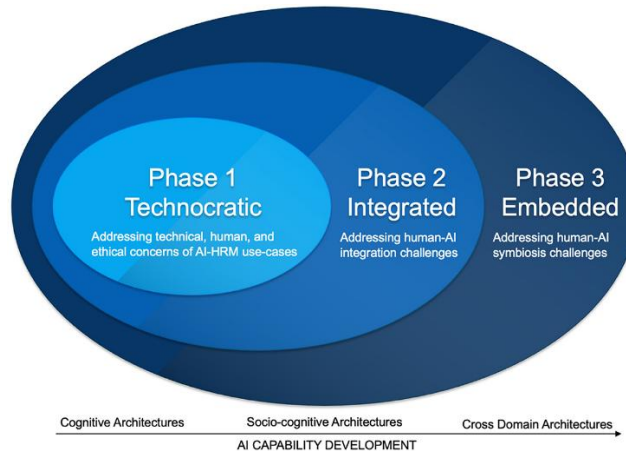 Phase 1
Technocratic
Addressing technical, human, and
ethical concerns of AI-HRM use-cases
Phase 2
Integrated
Addressing human-AI
integration challenges
Phase 3
Embedded
Addressing human-AI
symbiosis challenges
Cognitive Architectures
Socio-cognitive Architectures
Cross Domain Architectures
AI CAPABILITY DEVELOPMENT